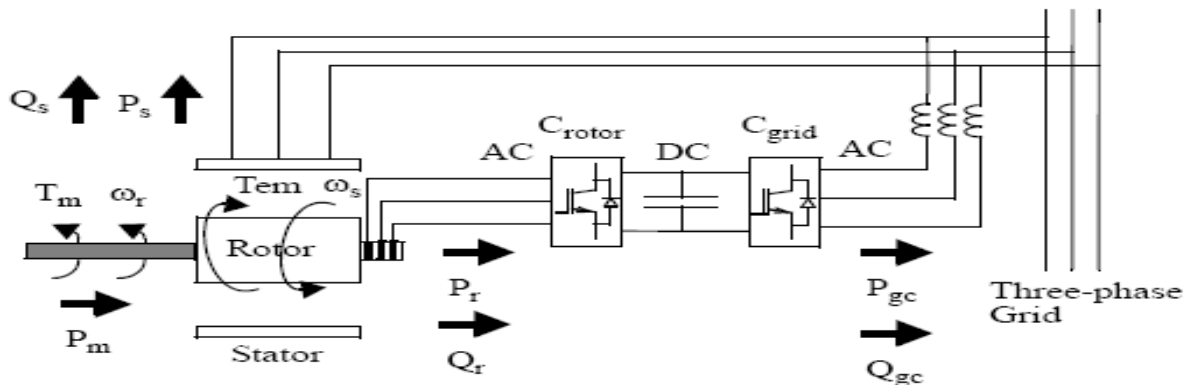 Qs Ps
Crotor Cgrid
AC DC AC
Tm ωr Tem ωs
Rotor
Pr Pgc
Three-phase
Grid
Pm
Stator Qr Qgc